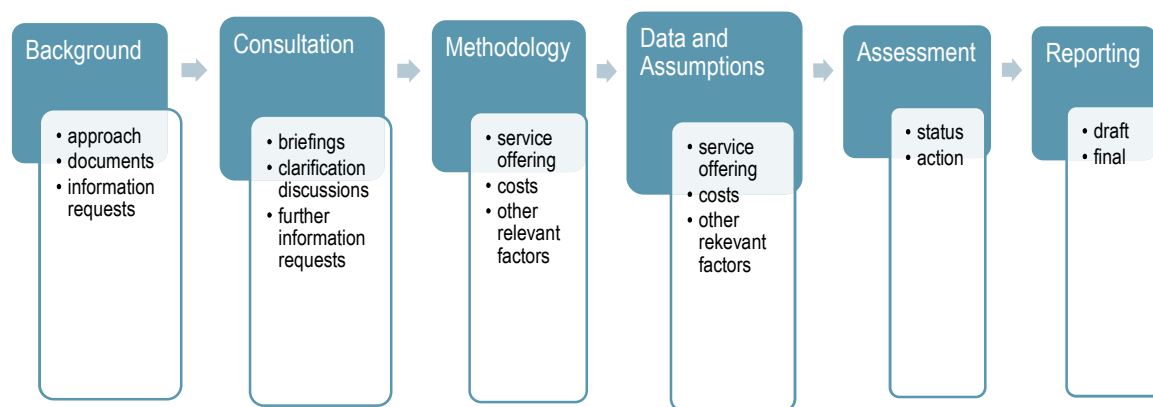 Background
• approach
• documents
• information
requests
Consultation
• briefings
• clarification
discussions
• further
information
requests
Methodology
• service
offering
• costs
• other
relevant
factors
Data and
Assumptions
• service
offering
• costs
• other
rekevant
factors
Assessment
• status
• action
Reporting
• draft
• final